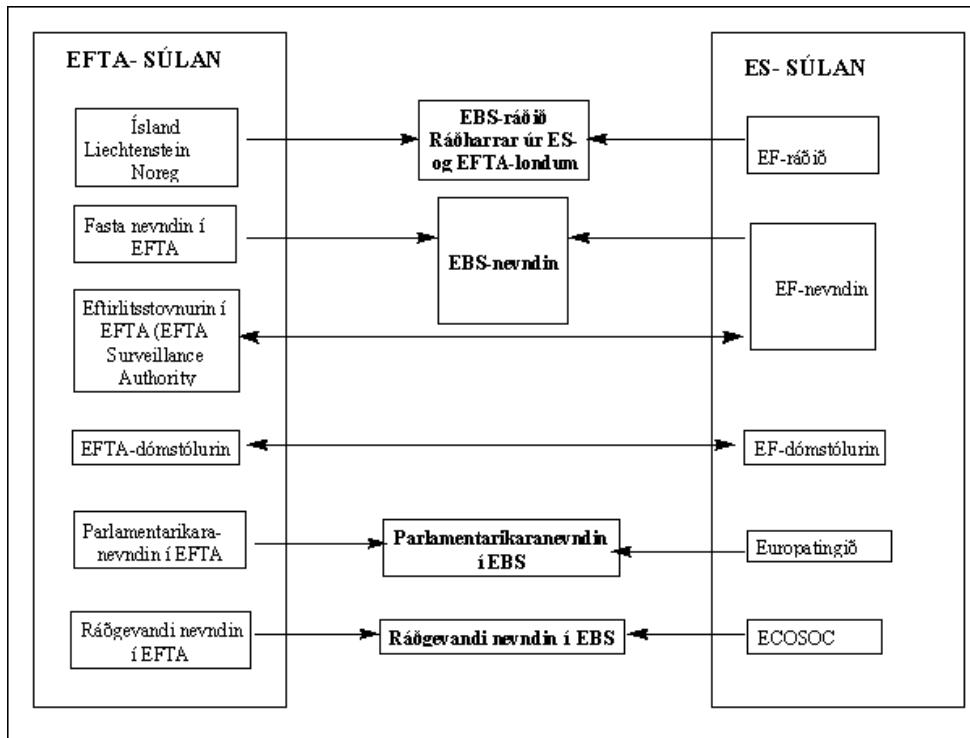 EFTA- SÚLAN
Ísland
Liechtenstein
Noreg
Fasta nevndin í
EFTA
Eftirlitsstovnurin í
EFTA (EFTA
Surveillance
Authority
EFTA-dómstólurin
Parlamentarikara-
nevndin í EFTA
Ráðgevandi nevndin
í EFTA
EBS-ráðið
Ráðharrar úr ES-
og EFTA-londum
EBS-nevndin
Parlamentarikaranevndin
í EBS
Ráðgevandi nevndin í EBS
ES- SÚLAN
EF-ráðið
EF-nevndin
EF-dómstólurin
Europatingið
ECOSOC